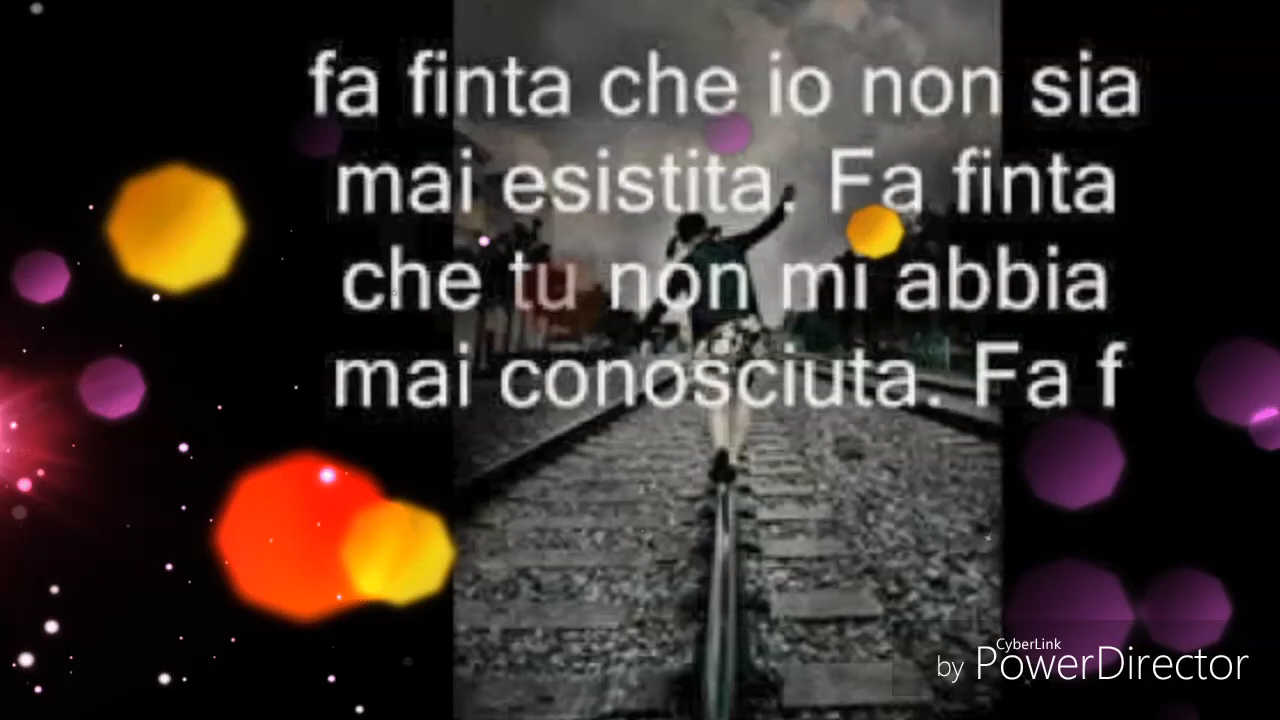 fa finta che io non sia
mai esistita. Fa finta
che tu non mi abbia
mai conosciuta. Fa f
CyberLink
by PowerDirector